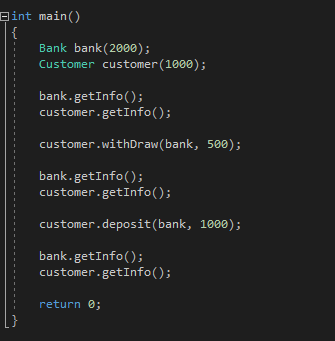 int main()
{
Bank bank(2000);
Customer customer(1000);
bank.getInfo();
customer.getInfo();
customer.withDraw(bank, 500);
bank.getInfo();
customer.getInfo();
customer.deposit(bank, 1000);
bank.getInfo();
customer.getInfo();
return 0;
}